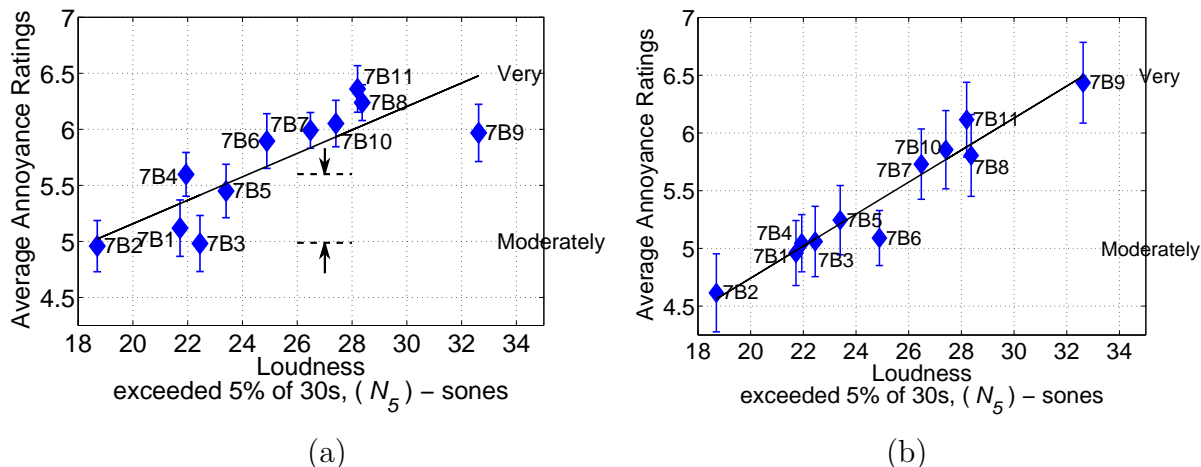 Average Annoyance Ratings
7
6.5
6
5.5
5
4.5
Very
Moderately
7B11
7B8
7B7
7B10
7B9
7B6
7B4
7B5
7B1
7B3
7B2
18 20 22 24 26 28 30 32 34
Loudness
exceeded 5% of 30s, ( N5 ) − sones
(a)
Average Annoyance Ratings
7
6.5
6
5.5
5
4.5
Very
Moderately
7B9
7B11
7B10
7B8
7B7
7B5
7B4
7B6
7B1
7B3
7B2
18 20 22 24 26 28 30 32 34
Loudness
exceeded 5% of 30s, ( N5 ) − sones
(b)